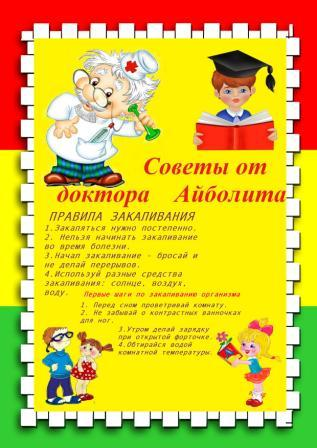 Советы от
доктора Айболита
ПРАВИЛА ЗАКАЛИВАНИЯ
1.Закаляться нужно постепенно.
2. Нельзя начинать закаливание
во время болезни.
3.Начал закаливание - бросай и
не делай перерывов.
4.Используй разные средства
закаливания: солнце, воздух,
воду.
Первые шаги по закаливанию организма
1. Перед сном проветривай комнату.
2. Не забывай о контрастных ванночках
для ног.
3.Утром делай зарядку
при открытой форточке.
4.Обтирайся водой
комнатной температуры.